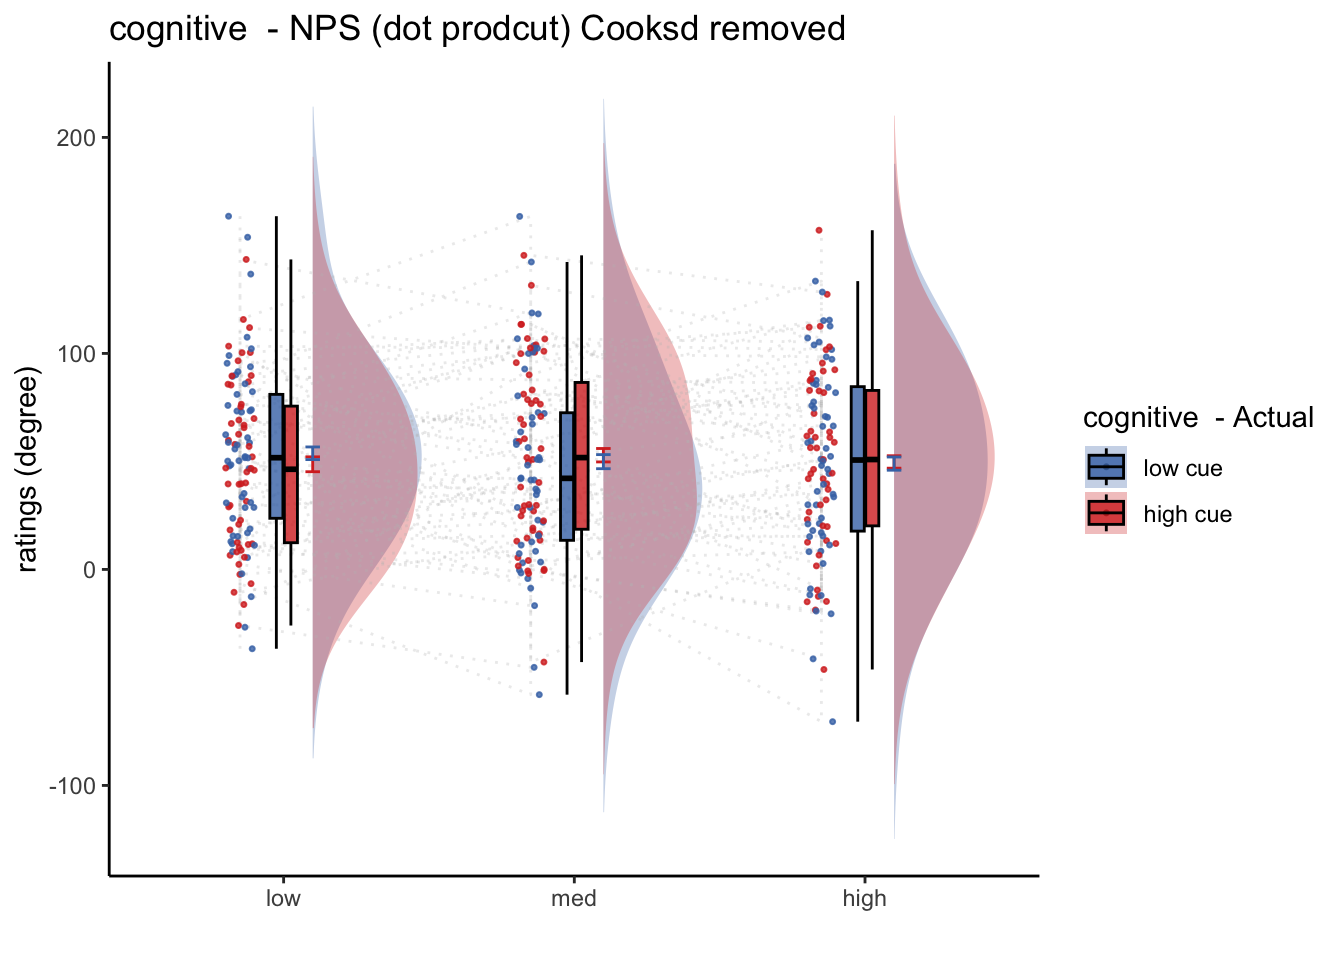 cognitive  - NPS (dot prodcut) Cooksd removed
ratings (degree)
200
100
0
-100
low
med
high
cognitive  - Actual
low cue
high cue